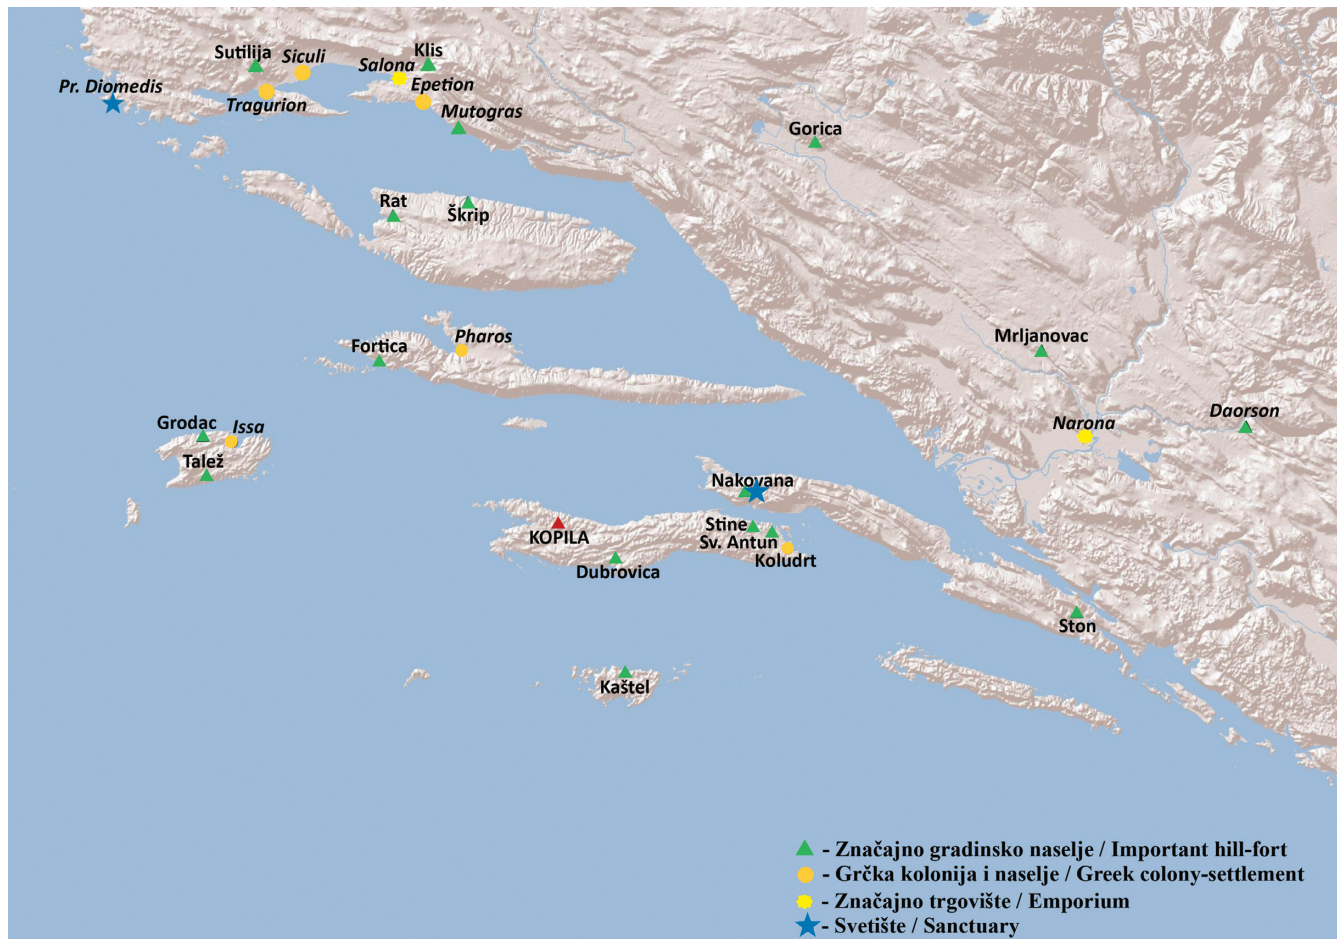 Sutilija
Siculi
Klis
Salona
Pr. Diomedis
Epetion
Tragurion
Mutogras
Gorica
Rat
Škrip
Pharos
Fortica
Mrljanovac
Grodac
Issa
Daorson
Narona
Talež
Nakovana
Stine
KOPILA
Sv. Antun
Koludrt
Dubrovica
Ston
Kaštel
- Značajno gradinsko naselje / Important hill-fort
- Grčka kolonija i naselje / Greek colony-settlement
- Značajno trgovište / Emporium
- Svetište / Sanctuary